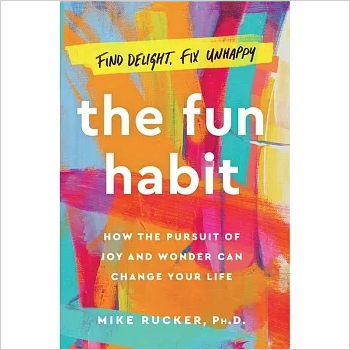 FIND DELIGHT. FIX UNHAPPY
the fun
habit
HOW THE PURSUIT OF
JOY AND WONDER CAN
CHANGE YOUR LIFE
MIKE RUCKER, PH.D.